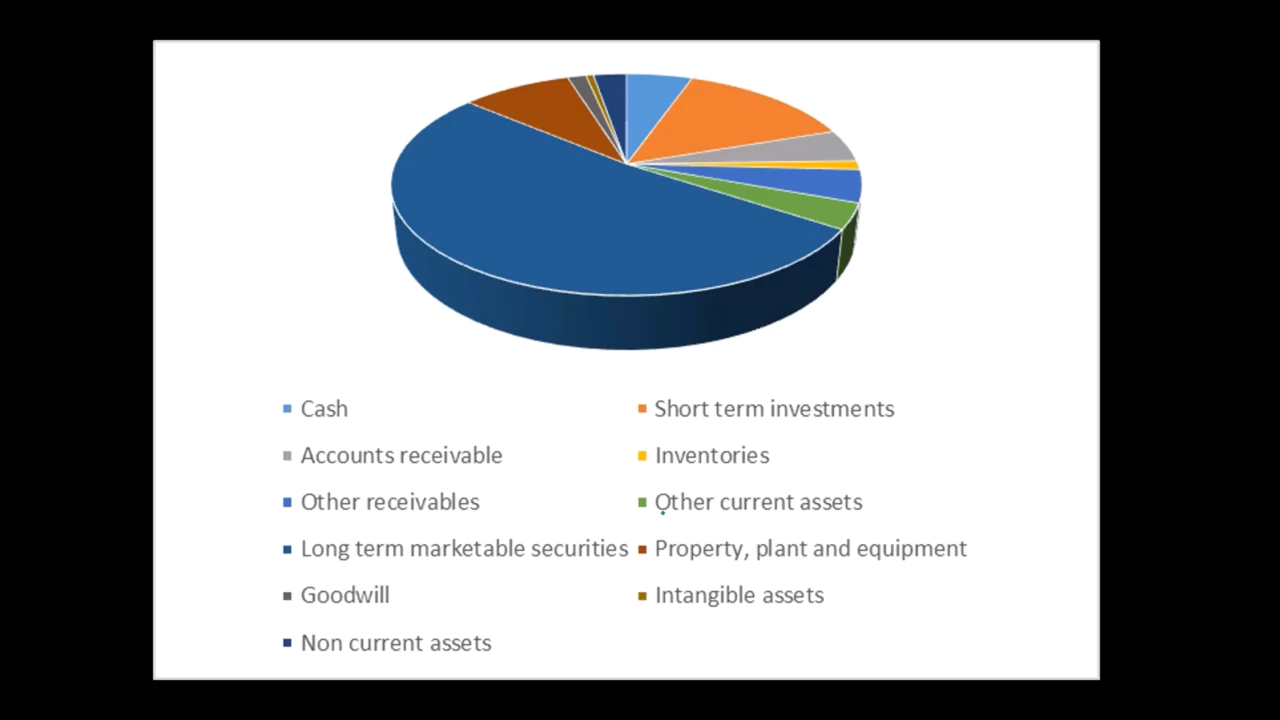 Cash
Short term investments
Accounts receivable
Inventories
Other receivables
Other current assets
Long term marketable securities
Property, plant and equipment
Goodwill
Intangible assets
Non current assets